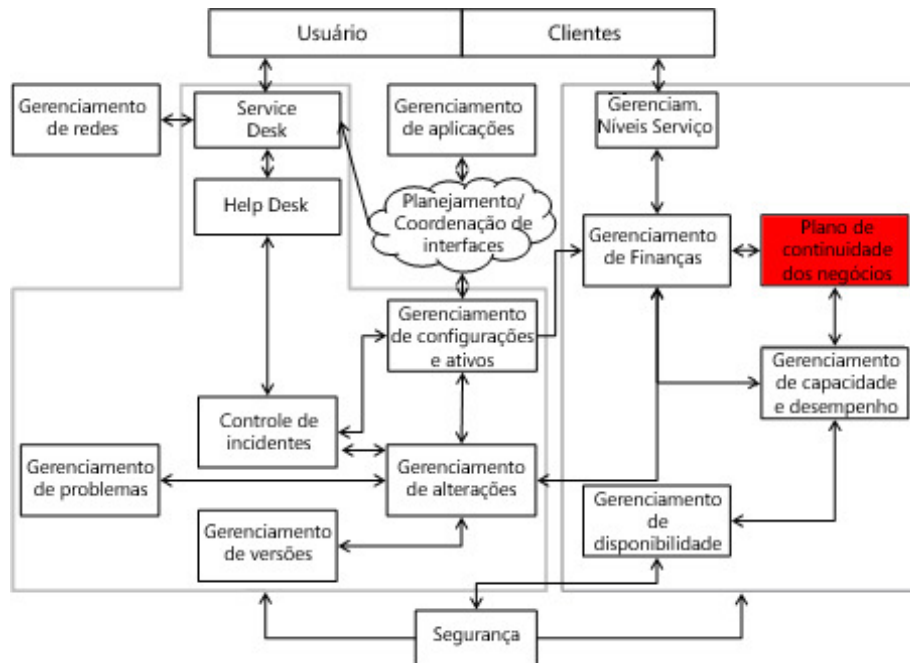 Usuário
Clientes
Gerenciamento
de redes
Service
Desk
Gerenciamento
de aplicações
Gerenciam.
Níveis Serviço
Help Desk
Planejamento/
Coordenação de
interfaces
Gerenciamento
de Finanças
Plano de
continuidade
dos negócios
Gerenciamento
de configurações
e ativos
Gerenciamento
de capacidade
e desempenho
Controle de
incidentes
Gerenciamento
de problemas
Gerenciamento
de alterações
Gerenciamento
de versões
Gerenciamento
de
disponibilidade
Segurança